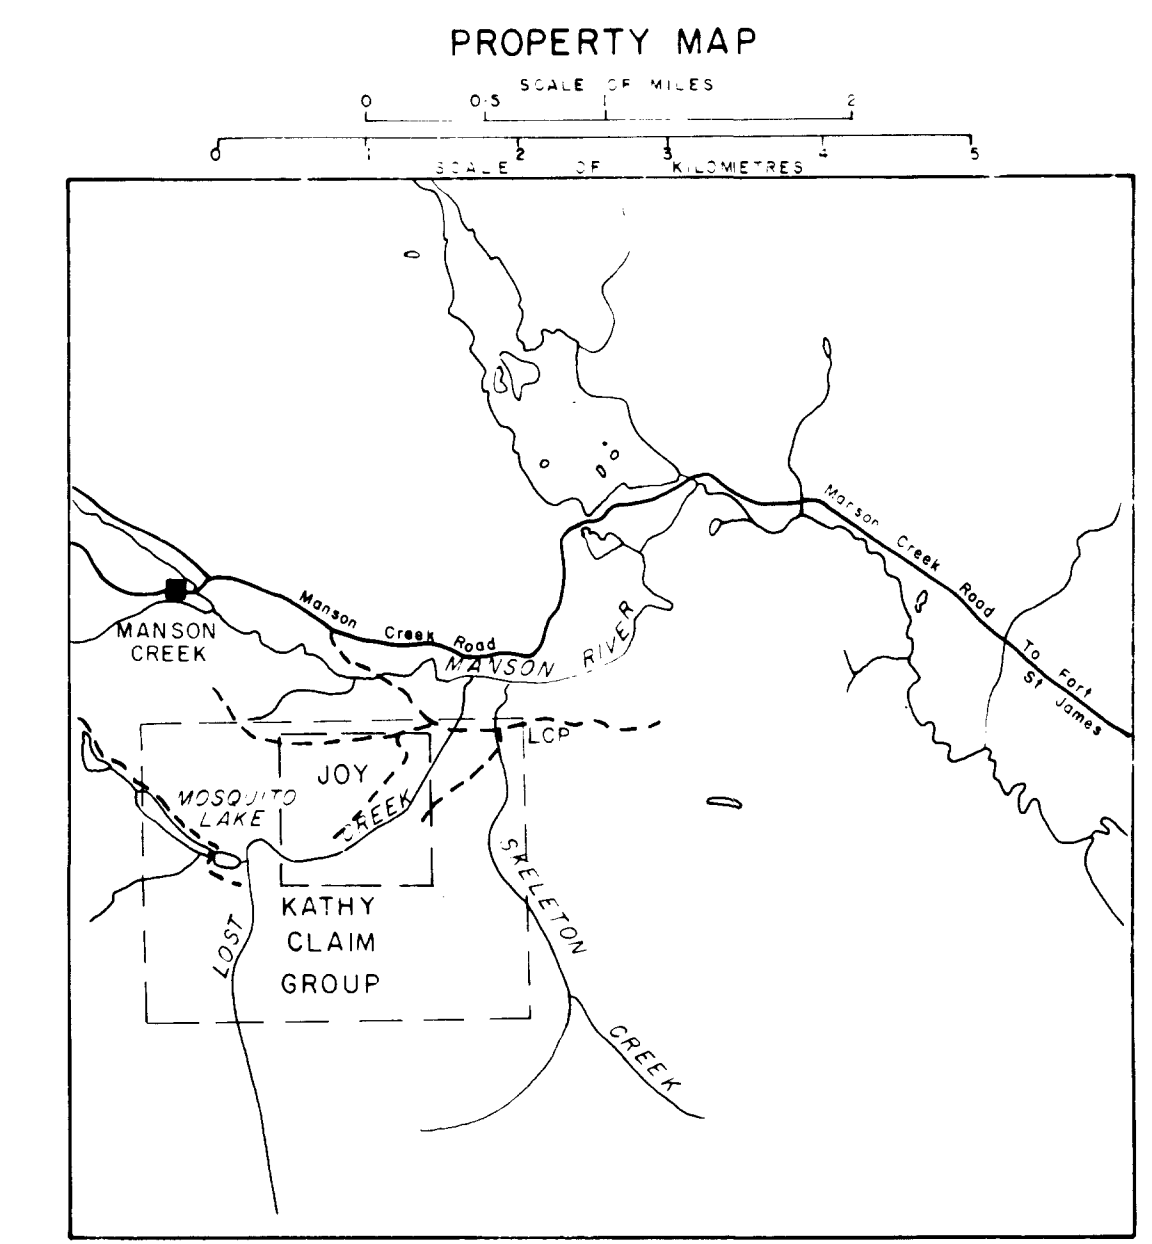 PROPERTY MAP
SCALE OF MILES
0 0.5 1 2
0 1 2 3 4 5
SCALE OF KILOMETRES
Manson Creek Road To Fort
St James
Manson Creek Road
MANSON
CREEK
MANSON RIVER
LCP
JOY
MOSQUITO
LAKE
LOST CREEK
KATHY
CLAIM
GROUP
SKELETON CREEK